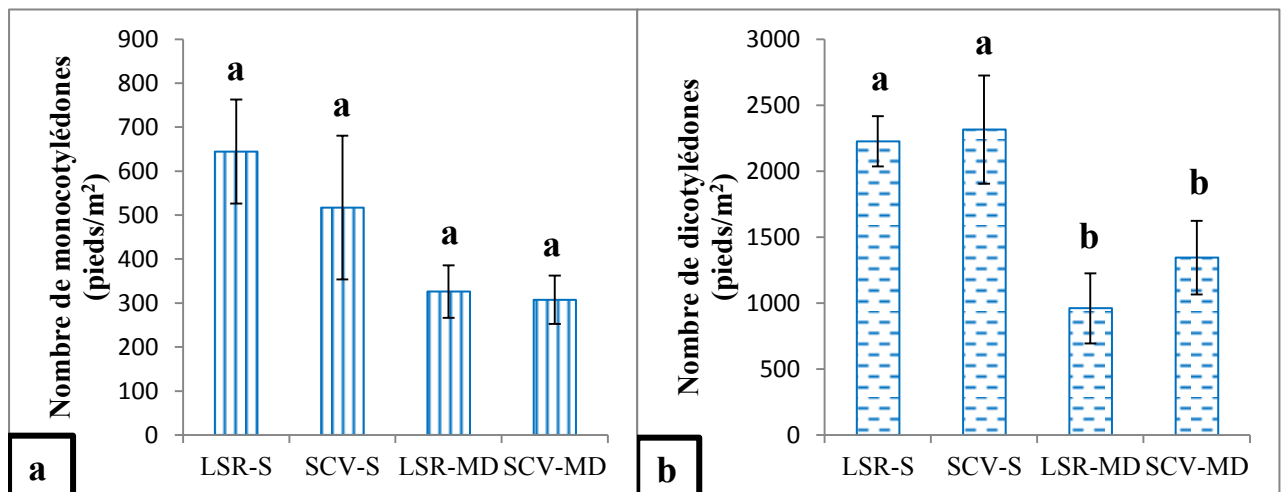 Nombre de monocotylédons
(pieds/m²)
900
800
700
600
500
400
300
200
100
0
a
a
a
a
LSR-S
SCV-S
LSR-MD
SCV-MD
a
Nombre de dicotylédones
(pieds/m²)
3000
2500
2000
1500
1000
500
0
a
a
b
b
LSR-S
SCV-S
LSR-MD
SCV-MD
b